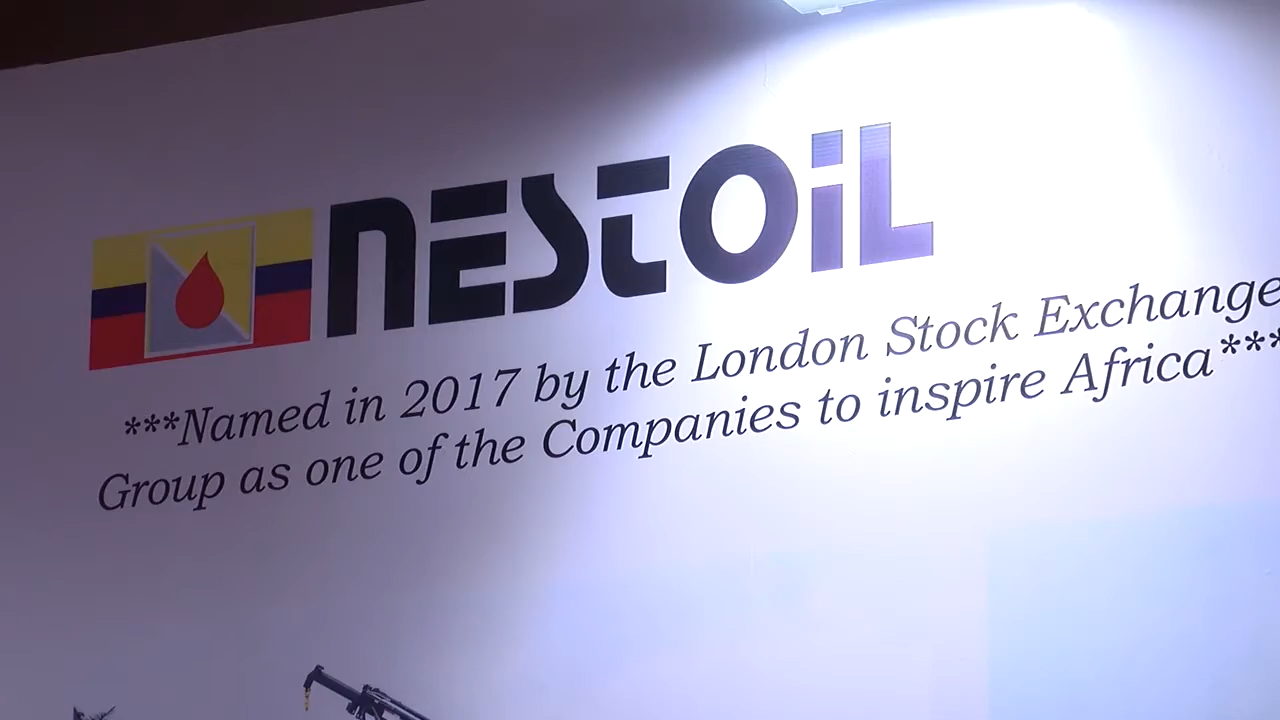 NESTOiL
***Named in 2017 by the London Stock Exchange
Group as one of the Companies to inspire Africa***